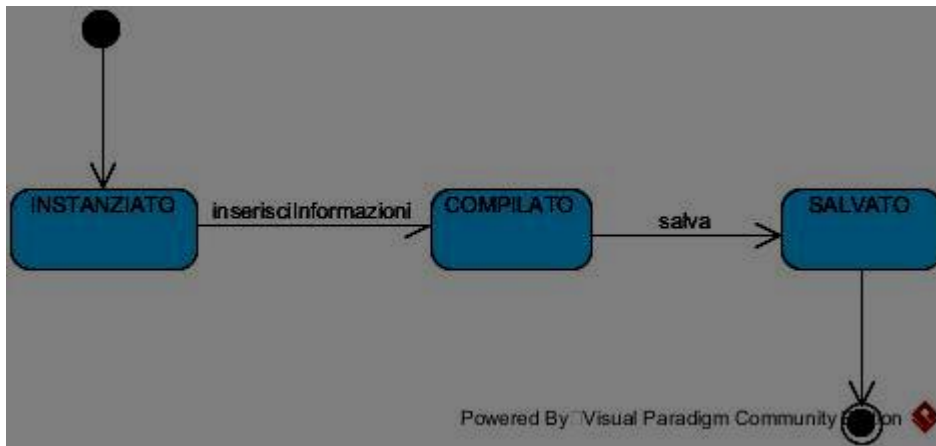 INSTANZIATO
inserisciInformazioni
COMPILATO
salva
SALVATO
Powered By Visual Paradigm Community